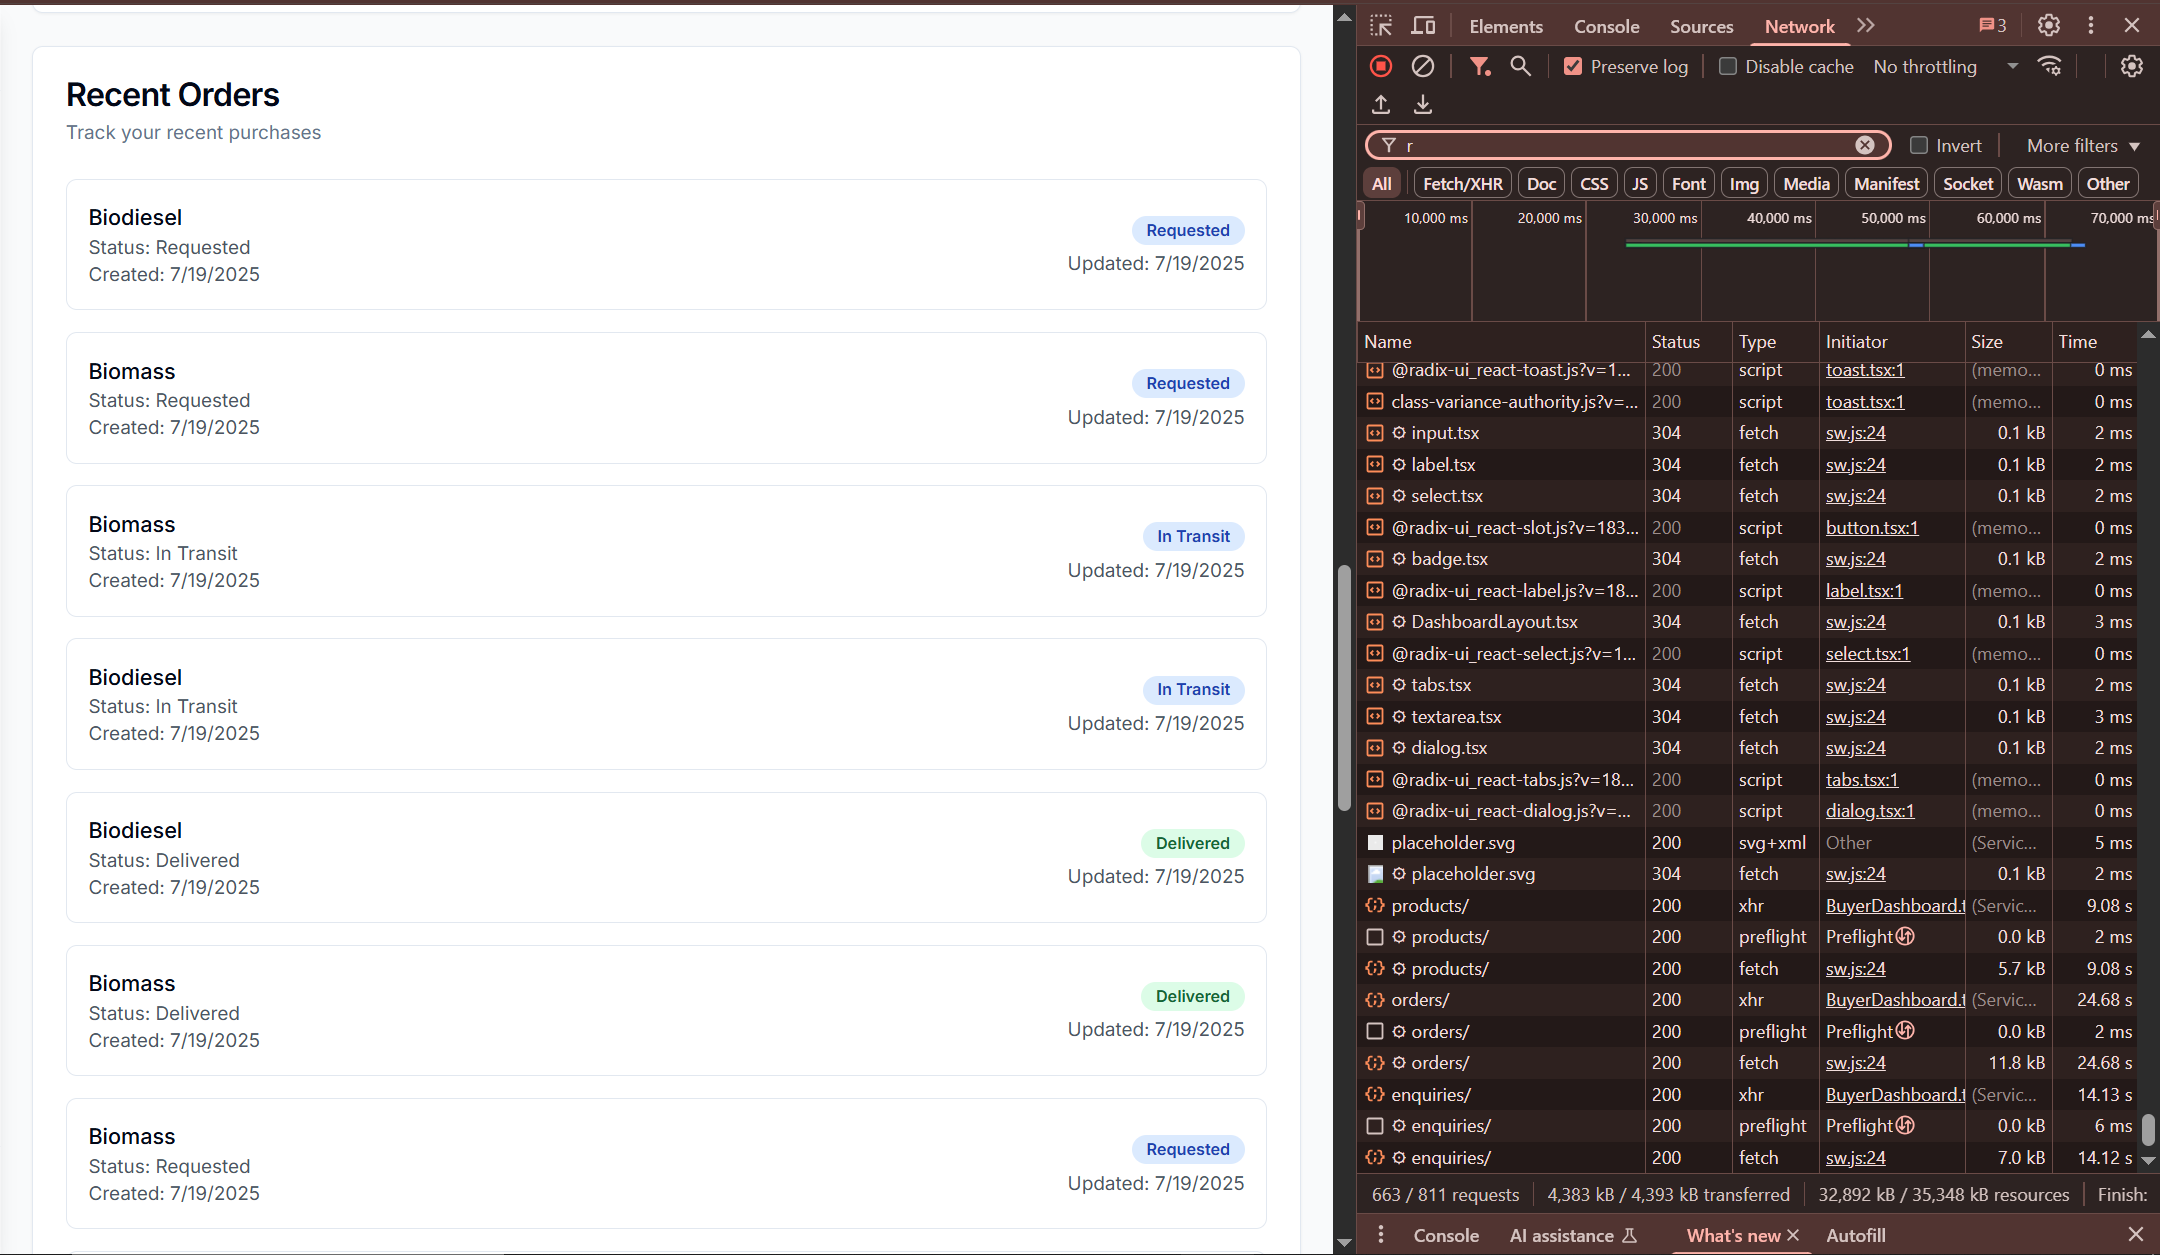 Recent Orders
Track your recent purchases
Biodiesel
Status: Requested
Created: 7/19/2025
Requested
Updated: 7/19/2025
Biomass
Status: Requested
Created: 7/19/2025
Requested
Updated: 7/19/2025
Biomass
Status: In Transit
Created: 7/19/2025
In Transit
Updated: 7/19/2025
Biodiesel
Status: In Transit
Created: 7/19/2025
In Transit
Updated: 7/19/2025
Biodiesel
Status: Delivered
Created: 7/19/2025
Delivered
Updated: 7/19/2025
Biomass
Status: Delivered
Created: 7/19/2025
Delivered
Updated: 7/19/2025
Biomass
Status: Requested
Created: 7/19/2025
Requested
Updated: 7/19/2025
Elements Console Sources Network 3
Preserve log Disable cache No throttling
r Invert More filters
All Fetch/XHR Doc CSS JS Font Img Media Manifest Socket Wasm Other
10,000 ms 20,000 ms 30,000 ms 40,000 ms 50,000 ms 60,000 ms 70,000 ms
Name Status Type Initiator Size Time
@radix-ui_react-toast.js?v=1... 200 script toast.tsx:1 (memo... 0 ms
class-variance-authority.js?v=... 200 script toast.tsx:1 (memo... 0 ms
input.tsx 304 fetch sw.js:24 0.1 kB 2 ms
label.tsx 304 fetch sw.js:24 0.1 kB 2 ms
select.tsx 304 fetch sw.js:24 0.1 kB 2 ms
@radix-ui_react-slot.js?v=183... 200 script button.tsx:1 (memo... 0 ms
badge.tsx 304 fetch sw.js:24 0.1 kB 2 ms
@radix-ui_react-label.js?v=18... 200 script label.tsx:1 (memo... 0 ms
DashboardLayout.tsx 304 fetch sw.js:24 0.1 kB 3 ms
@radix-ui_react-select.js?v=1... 200 script select.tsx:1 (memo... 0 ms
tabs.tsx 304 fetch sw.js:24 0.1 kB 2 ms
textarea.tsx 304 fetch sw.js:24 0.1 kB 3 ms
dialog.tsx 304 fetch sw.js:24 0.1 kB 2 ms
@radix-ui_react-tabs.js?v=18... 200 script tabs.tsx:1 (memo... 0 ms
@radix-ui_react-dialog.js?v=... 200 script dialog.tsx:1 (memo... 0 ms
placeholder.svg 200 svg+xml Other (Servic... 5 ms
placeholder.svg 304 fetch sw.js:24 0.1 kB 2 ms
products/ 200 xhr BuyerDashboard.t (Servic... 9.08 s
products/ 200 preflight Preflight 0.0 kB 2 ms
products/ 200 fetch sw.js:24 5.7 kB 9.08 s
orders/ 200 xhr BuyerDashboard.t (Servic... 24.68 s
orders/ 200 preflight Preflight 0.0 kB 2 ms
orders/ 200 fetch sw.js:24 11.8 kB 24.68 s
enquiries/ 200 xhr BuyerDashboard.t (Servic... 14.13 s
enquiries/ 200 preflight Preflight 0.0 kB 6 ms
enquiries/ 200 fetch sw.js:24 7.0 kB 14.12 s
663 / 811 requests 4,383 kB / 4,393 kB transferred 32,892 kB / 35,348 kB resources Finish:
Console AI assistance What's new Autofill